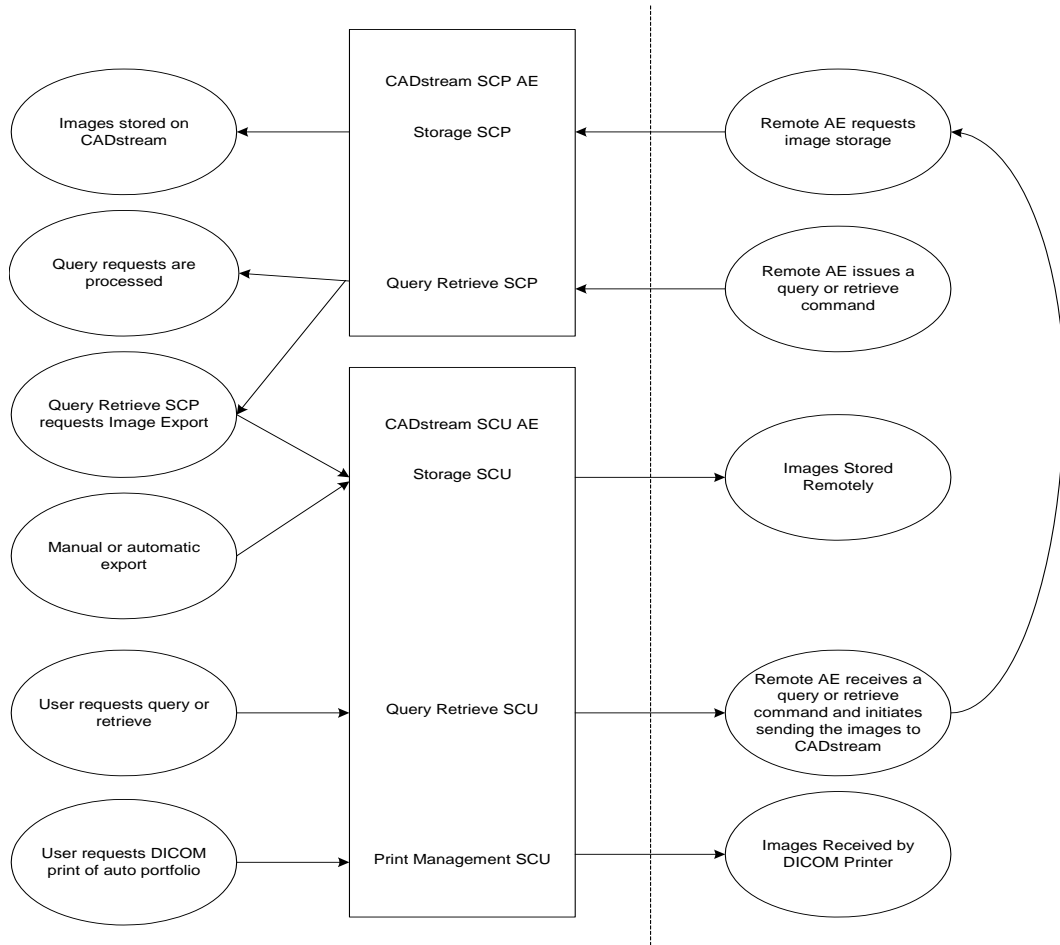 CADstream SCP AE
Images stored on
CADstream
Storage SCP
Remote AE requests
image storage
Query requests are
processed
Query Retrieve SCP
Remote AE issues a
query or retrieve
command
Query Retrieve SCP
requests Image Export
CADstream SCU AE
Storage SCU
Images Stored
Remotely
Manual or automatic
export
User requests query or
retrieve
Query Retrieve SCU
Remote AE receives a
query or retrieve
command and initiates
sending the images to
CADstream
User requests DICOM
print of auto portfolio
Print Management SCU
Images Received by
DICOM Printer